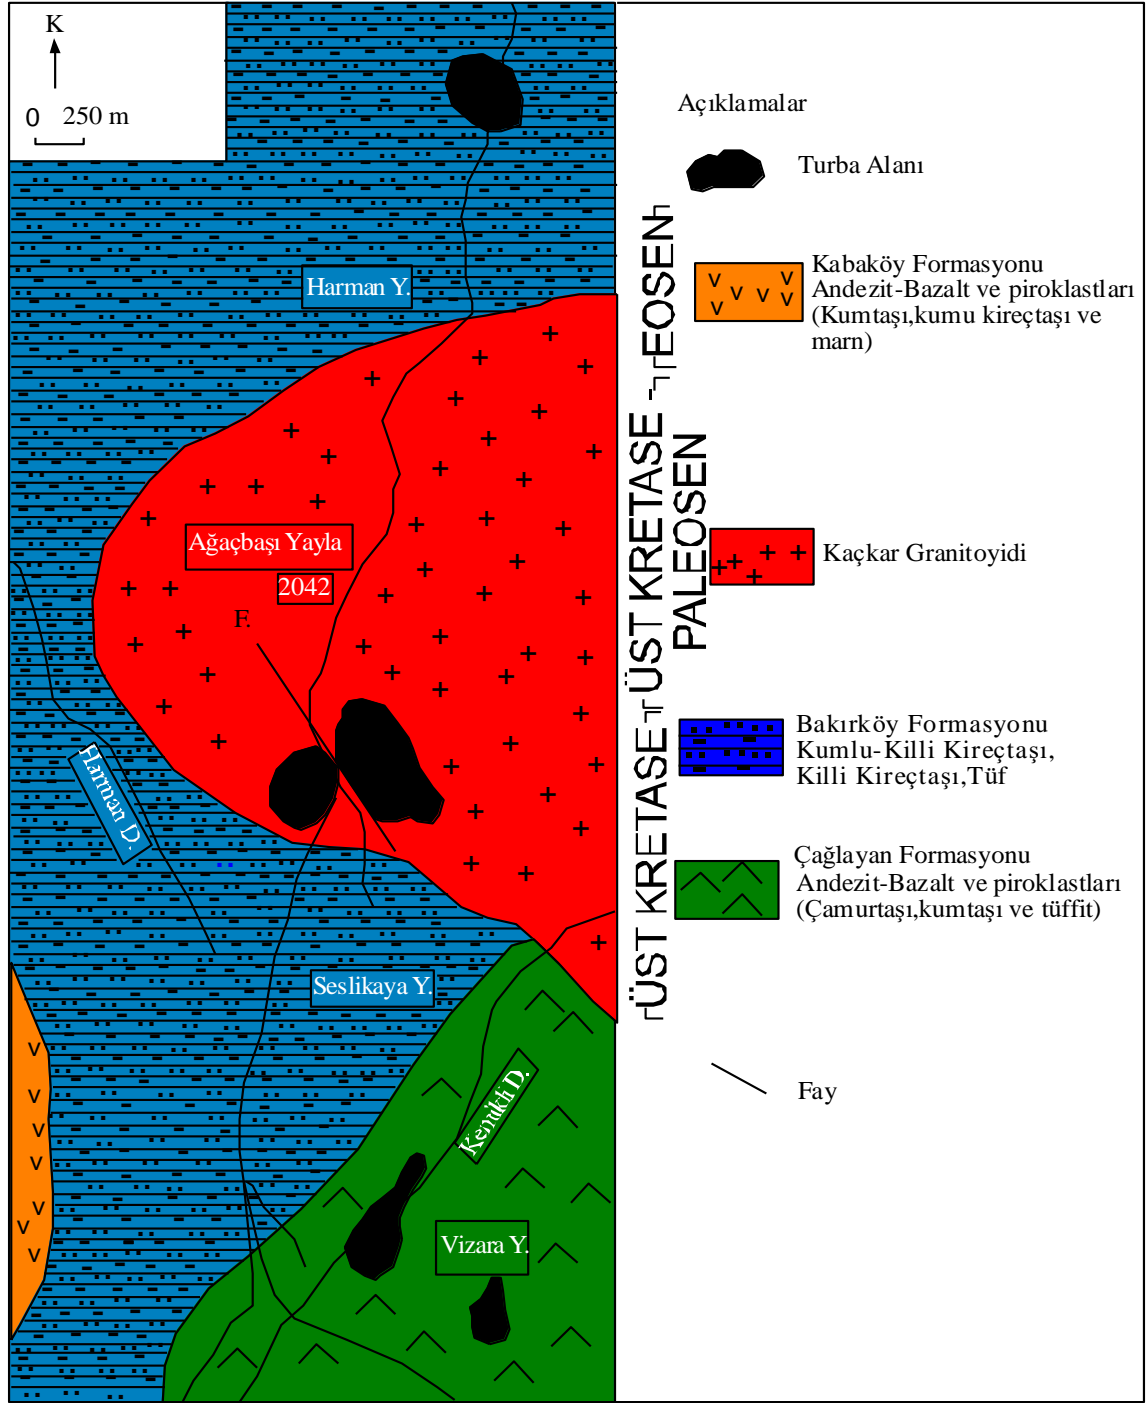 K
0 250 m
Harman Y.
Ağaçbaşı Yayla
2042
F.
Harman D.
Seslikaya Y.
Vizara Y.
Açıklamalar
Turba Alanı
EOSEN
Kabaköy Formasyonu
Andezit-Bazalt ve piroklastları
(Kumtaşı,kumu kireçtaşı ve
marn)
ÜST KRETASE
PALEOSEN
Kaçkar Granitoyidi
ÜST KRETASE
Bakırköy Formasyonu
Kumlu-Killi Kireçtaşı,
Killi Kireçtaşı,Tüf
Çağlayan Formasyonu
Andezit-Bazalt ve piroklastları
(Çamurtaşı,kumtaşı ve tüffit)
Fay